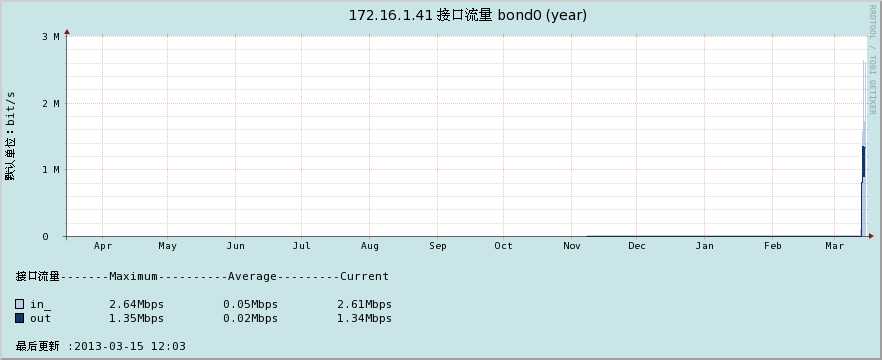 172.16.1.41 接口流量 bond0 (year)
RRDTOOL / TOBI OETIKER
默认单位：bit/s
3 M
2 M
1 M
0
Apr May Jun Jul Aug Sep Oct Nov Dec Jan Feb Mar
接口流量-------Maximum----------Average---------Current
in_ 2.64Mbps 0.05Mbps 2.61Mbps
out 1.35Mbps 0.02Mbps 1.34Mbps
最后更新 :2013-03-15 12:03